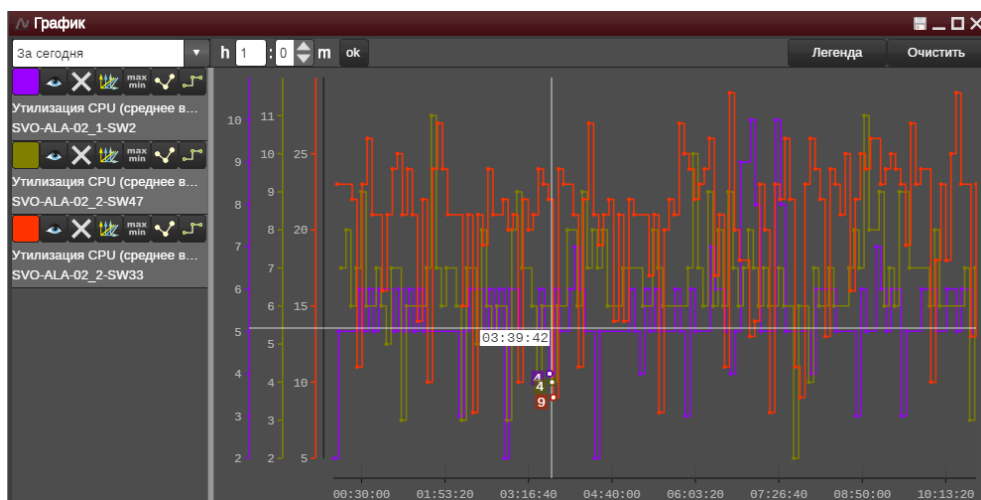 График
За сегодня h 1 : 0 m ok Легенда Очистить
max min
Утилизация CPU (среднее в...
SVO-ALA-02_1-SW2
max min
Утилизация CPU (среднее в...
SVO-ALA-02_2-SW47
max min
Утилизация CPU (среднее в...
SVO-ALA-02_2-SW33
10 9 8 7 6 5 4 3 2
11 10 9 8 7 6 5 4 3 2
25 20 15 10 5
03:39:42
4
4
9
00:30:00 01:53:20 03:16:40 04:40:00 06:03:20 07:26:40 08:50:00 10:13:20